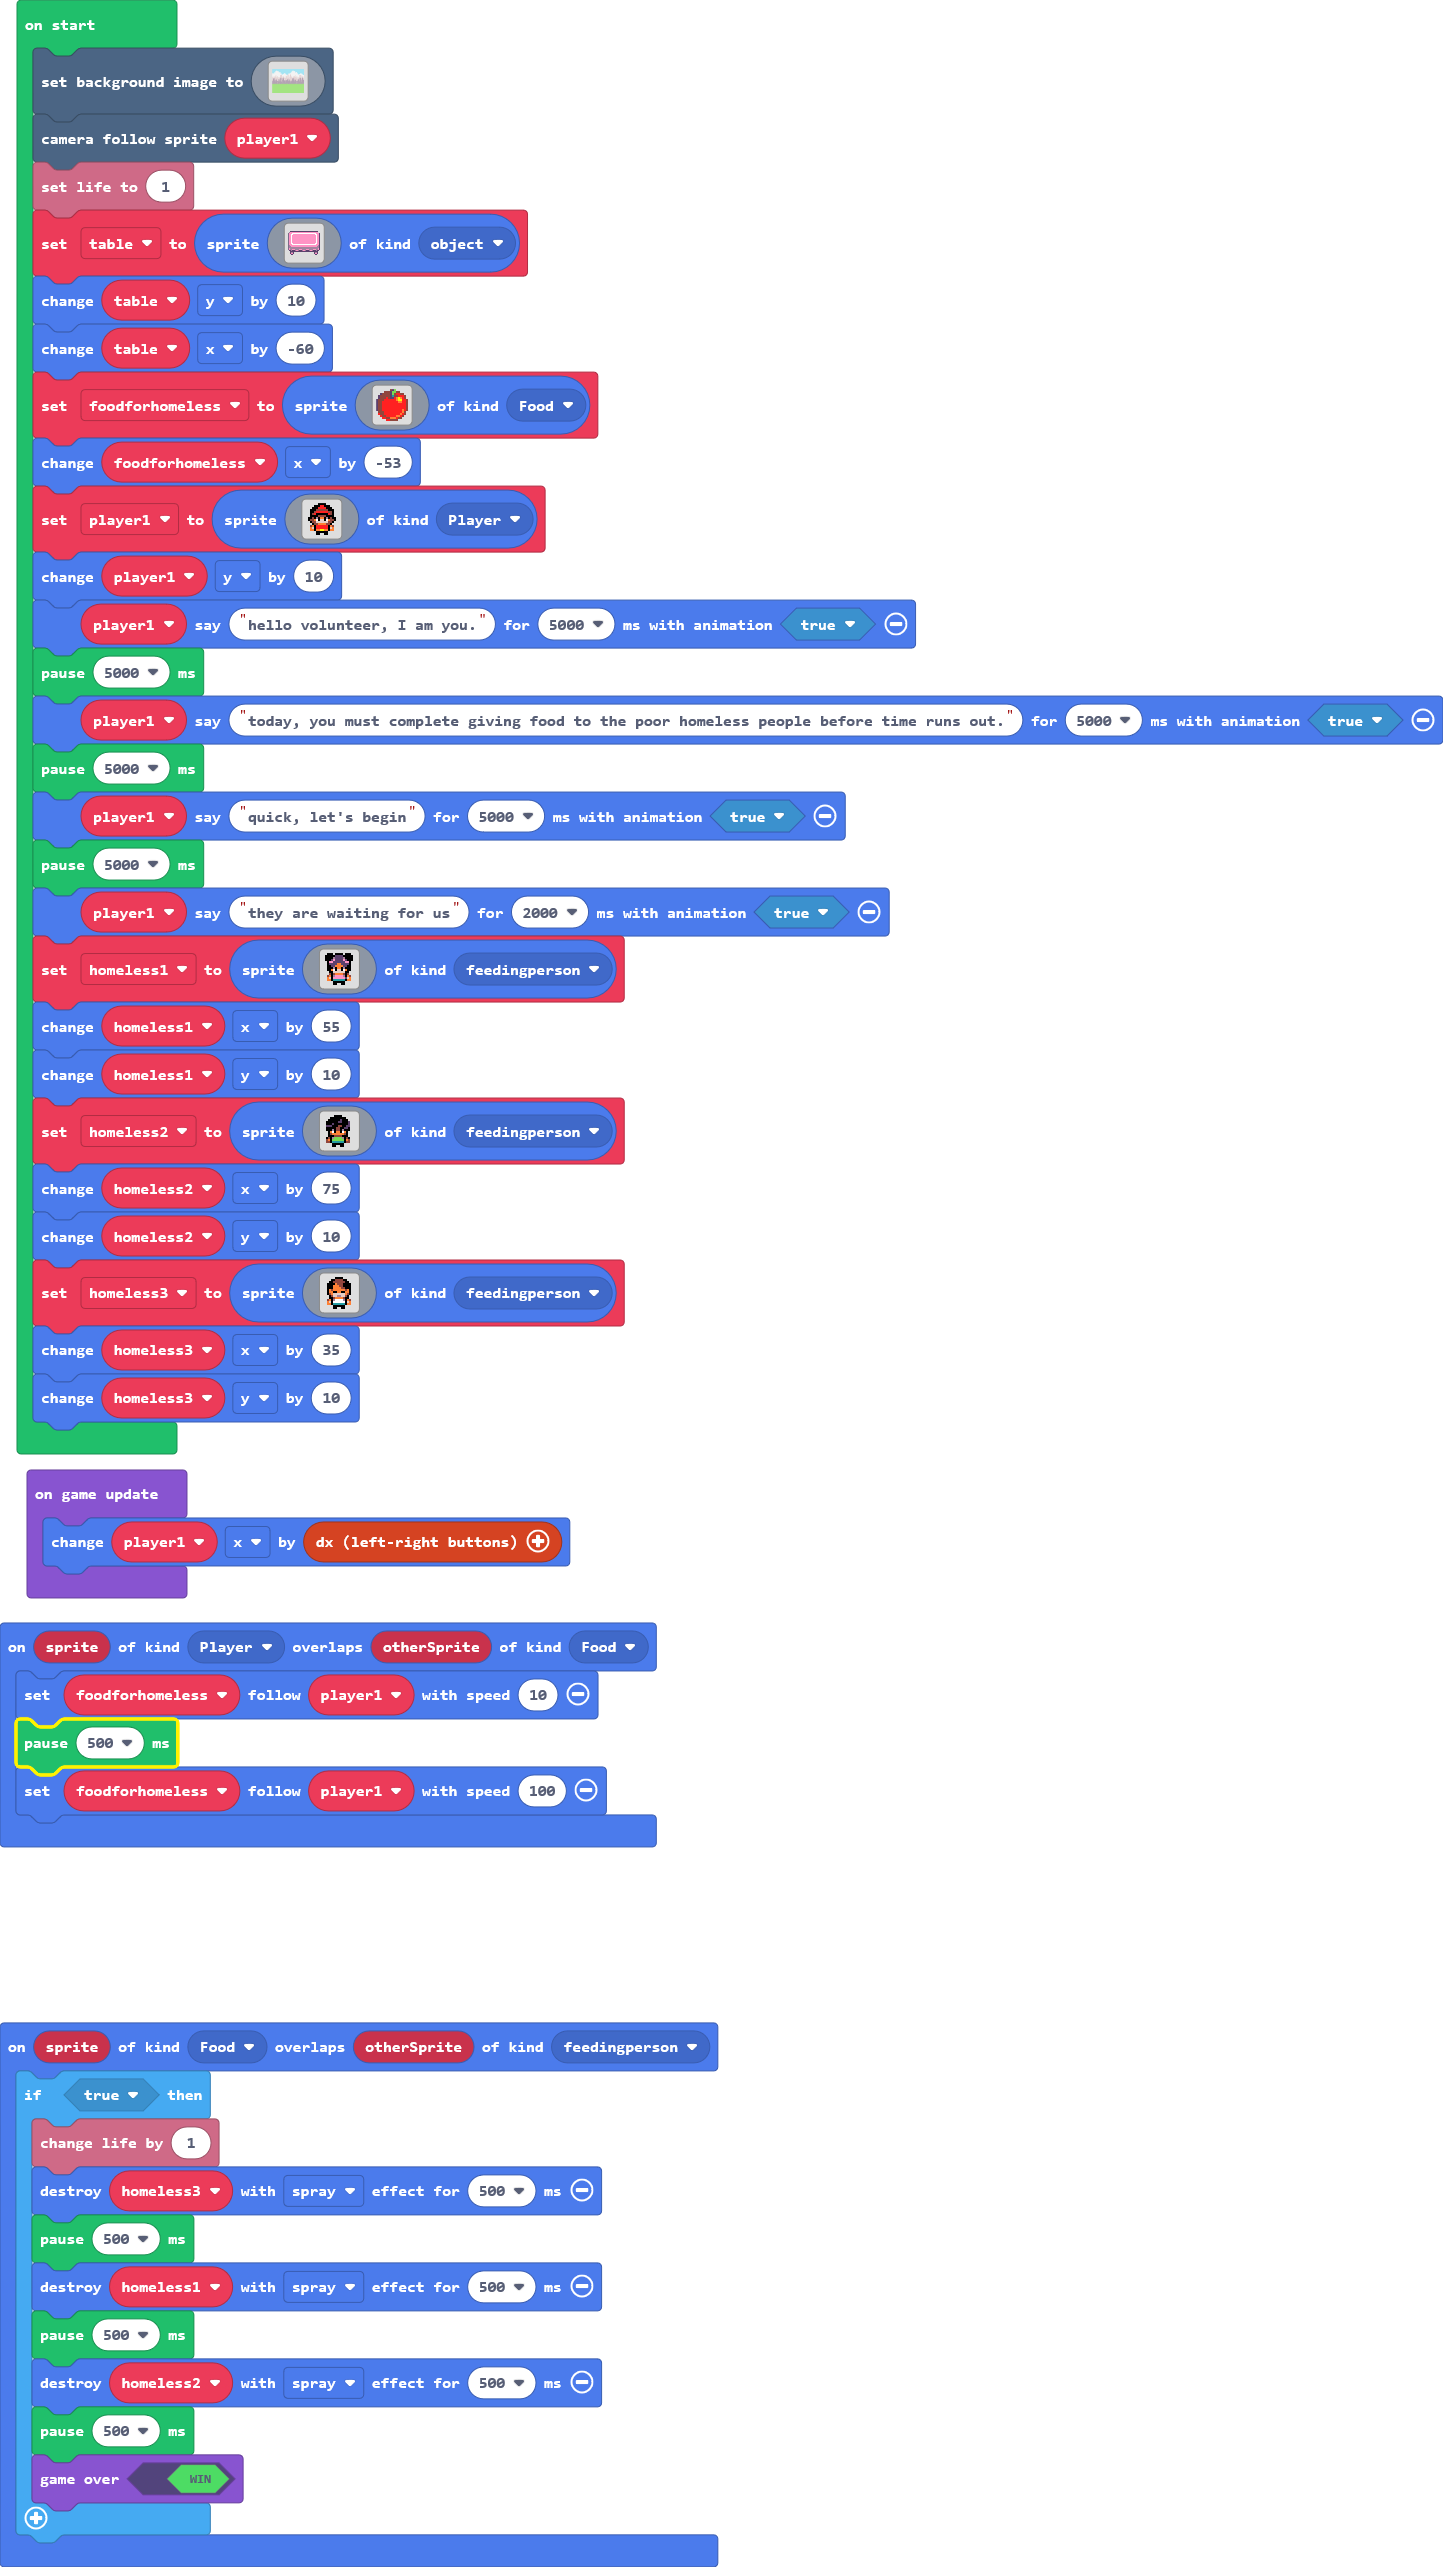 on start
set background image to
camera follow sprite player1
set life to 1
set table to sprite of kind object
change table y by 10
change table x by -60
set foodforhomeless to sprite of kind Food
change foodforhomeless x by -53
set player1 to sprite of kind Player
change player1 y by 10
player1 say "hello volunteer, I am you." for 5000 ms with animation true
pause 5000 ms
player1 say "today, you must complete giving food to the poor homeless people before time runs out." for 5000 ms with animation true
pause 5000 ms
player1 say "quick, let's begin" for 5000 ms with animation true
pause 5000 ms
player1 say "they are waiting for us" for 2000 ms with animation true
set homeless1 to sprite of kind feedingperson
change homeless1 x by 55
change homeless1 y by 10
set homeless2 to sprite of kind feedingperson
change homeless2 x by 75
change homeless2 y by 10
set homeless3 to sprite of kind feedingperson
change homeless3 x by 35
change homeless3 y by 10
on game update
change player1 x by dx (left-right buttons)
on sprite of kind Player overlaps otherSprite of kind Food
set foodforhomeless follow player1 with speed 10
pause 500 ms
set foodforhomeless follow player1 with speed 100
on sprite of kind Food overlaps otherSprite of kind feedingperson
if true then
change life by 1
destroy homeless3 with spray effect for 500 ms
pause 500 ms
destroy homeless1 with spray effect for 500 ms
pause 500 ms
destroy homeless2 with spray effect for 500 ms
pause 500 ms
game over WIN